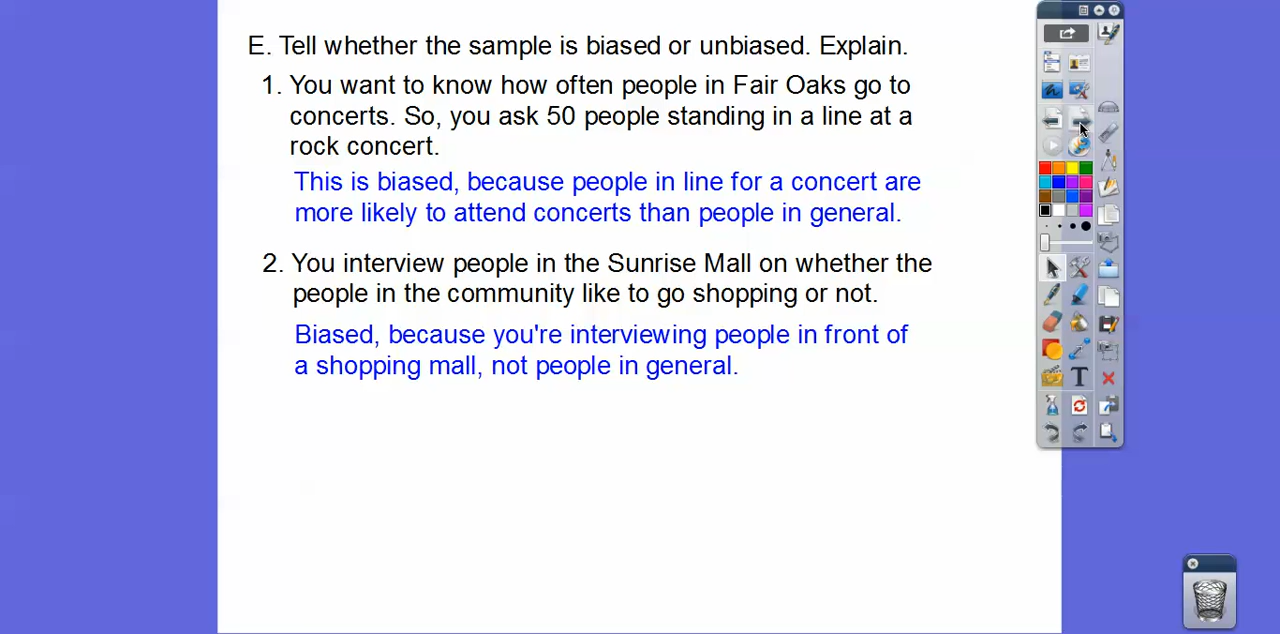 E. Tell whether the sample is biased or unbiased. Explain.
1. You want to know how often people in Fair Oaks go to
concerts. So, you ask 50 people standing in a line at a
rock concert.
This is biased, because people in line for a concert are
more likely to attend concerts than people in general.
2. You interview people in the Sunrise Mall on whether the
people in the community like to go shopping or not.
Biased, because you're interviewing people in front of
a shopping mall, not people in general.
T